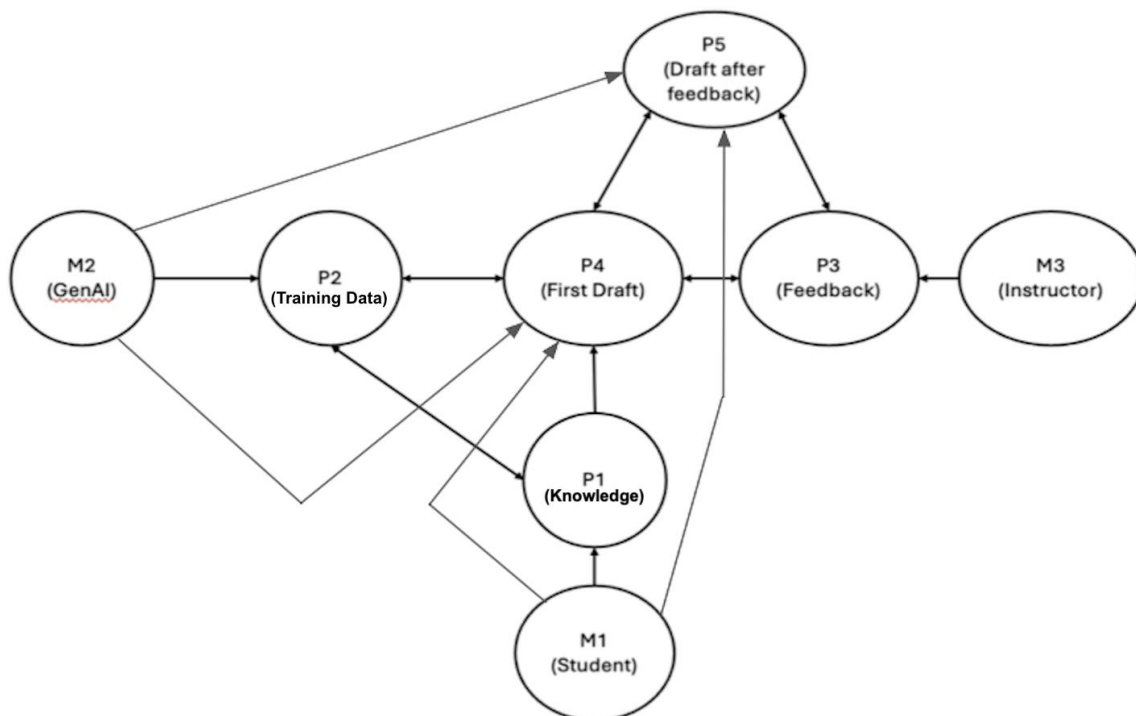 P5
(Draft after
feedback)
M2
(GenAI)
P2
(Training Data)
P4
(First Draft)
P3
(Feedback)
M3
(Instructor)
P1
(Knowledge)
M1
(Student)